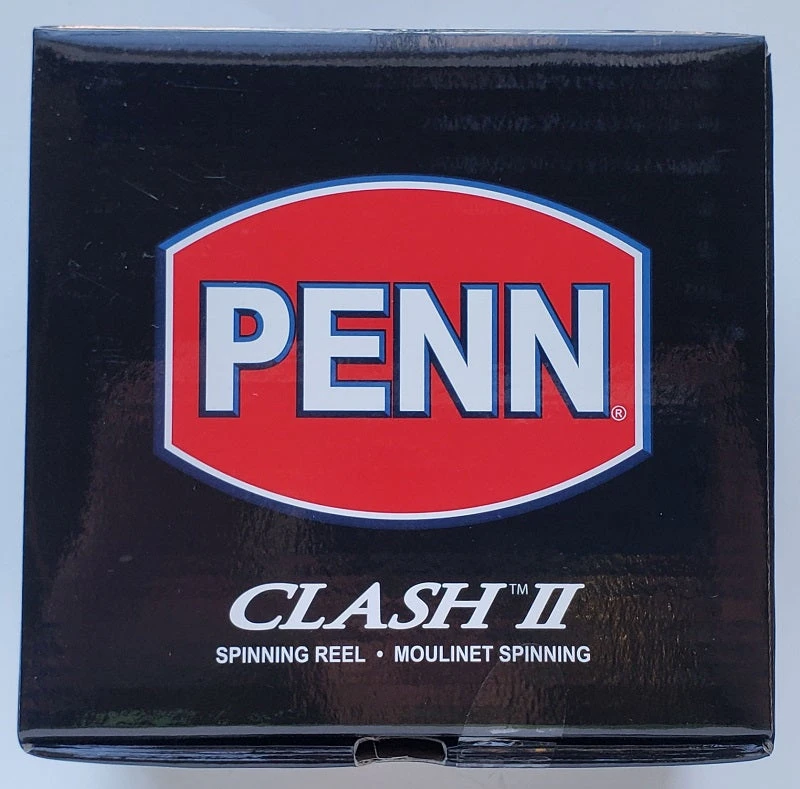 PENN®
CLASH™ II
SPINNING REEL • MOULINET SPINNING